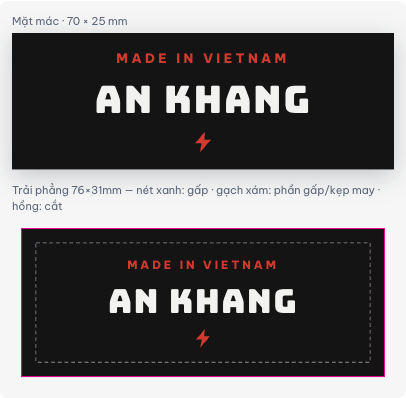 Mặt mác · 70 × 25 mm
MADE IN VIETNAM
AN KHANG
Trải phẳng 76×31mm — nét xanh: gấp · gạch xám: phần gấp/kẹp may ·
hồng: cắt
MADE IN VIETNAM
AN KHANG